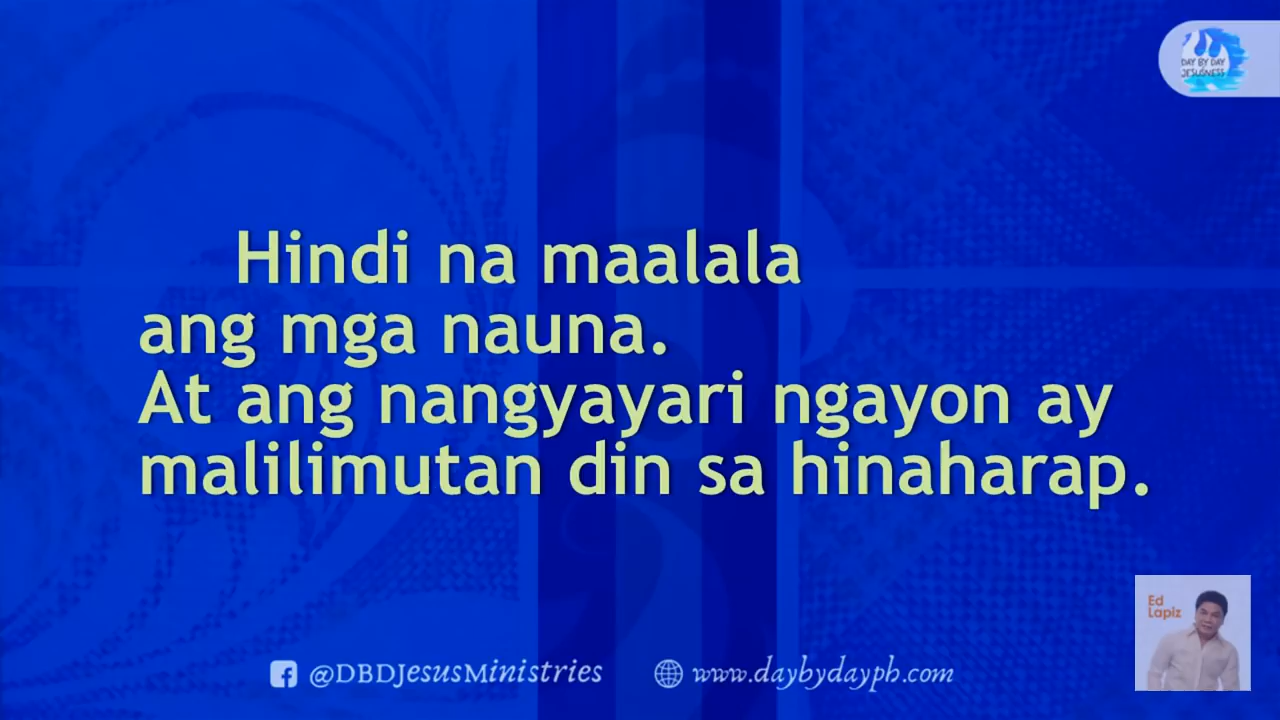 DAY BY DAY
JESUSNESS
Hindi na maalala
ang mga nauna.
At ang nangyayari ngayon ay
malilimutan din sa hinaharap.
Ed
Lapiz
@DBDJesusMinistries
www.daybydayph.com